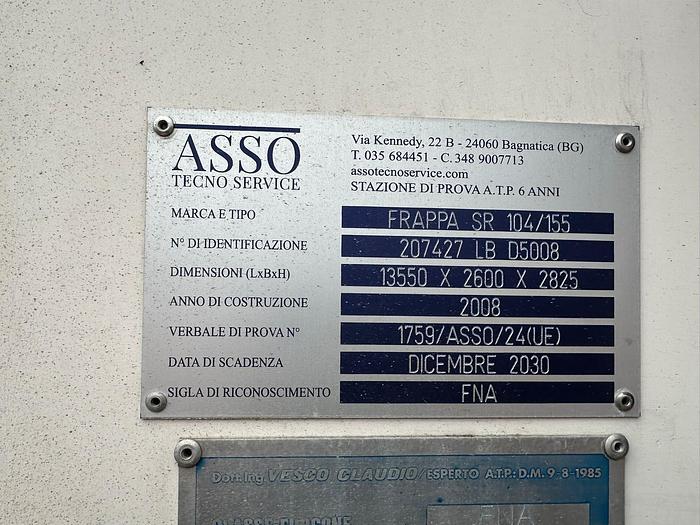 ASSO
TECNO SERVICE
Via Kennedy, 22 B - 24060 Bagnatica (BG)
T. 035 684451 - C. 348 9007713
assotecnoservice.com
STAZIONE DI PROVA A.T.P. 6 ANNI
MARCA E TIPO FRAPPA SR 104/155
N° DI IDENTIFICAZIONE 207427 LB D5008
DIMENSIONI (LxBxH) 13550 X 2600 X 2825
ANNO DI COSTRUZIONE 2008
VERBALE DI PROVA N° 1759/ASSO/24(UE)
DATA DI SCADENZA DICEMBRE 2030
SIGLA DI RICONOSCIMENTO FNA
Dott. Ing. VESCO CLAUDIO / ESPERTO A.T.P.: D.M. 9-8-1985
FNA